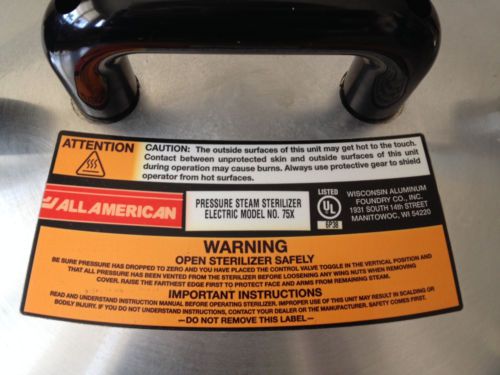 ATTENTION
CAUTION: The outside surfaces of this unit may get hot to the touch.
Contact between unprotected skin and outside surfaces of this unit
during operation may cause burns. Always use protective gear to shield
operator from hot surfaces.
ALL AMERICAN
PRESSURE STEAM STERILIZER
ELECTRIC MODEL NO. 75X
LISTED
UL
6P38
WISCONSIN ALUMINUM
FOUNDRY CO., INC.
1931 SOUTH 14th STREET
MANITOWOC, WI 54220
WARNING
OPEN STERILIZER SAFELY
BE SURE PRESSURE HAS DROPPED TO ZERO AND YOU HAVE PLACED THE CONTROL VALVE TOGGLE IN THE VERTICAL POSITION AND
THAT ALL PRESSURE HAS BEEN VENTED FROM THE STERILIZER BEFORE LOOSENING ANY WING NUTS WHEN REMOVING
COVER. RAISE THE FARTHEST EDGE FIRST TO PROTECT FACE AND ARMS FROM REMAINING STEAM.
IMPORTANT INSTRUCTIONS
READ AND UNDERSTAND INSTRUCTION MANUAL BEFORE OPERATING STERILIZER. IMPROPER USE OF THIS UNIT MAY RESULT IN SCALDING OR
BODILY INJURY. IF YOU DO NOT UNDERSTAND INSTRUCTIONS, CONTACT YOUR DEALER OR THE MANUFACTURER. SAFETY COMES FIRST.
—DO NOT REMOVE THIS LABEL—